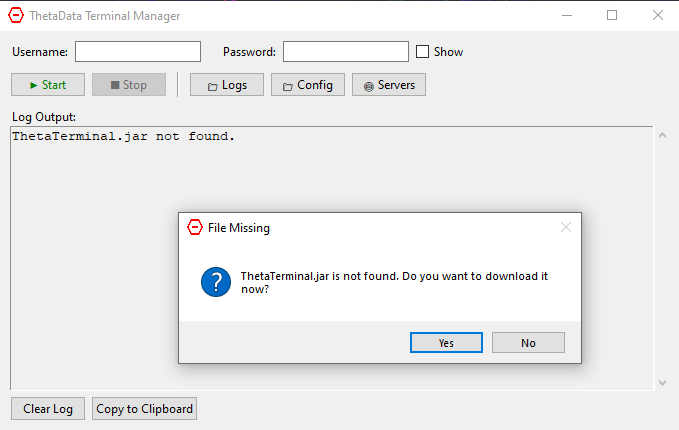 ThetaData Terminal Manager
Username:
Password:
Show
Start
Stop
Logs
Config
Servers
Log Output:
ThetaTerminal.jar not found.
File Missing
ThetaTerminal.jar is not found. Do you want to download it
now?
Yes
No
Clear Log
Copy to Clipboard